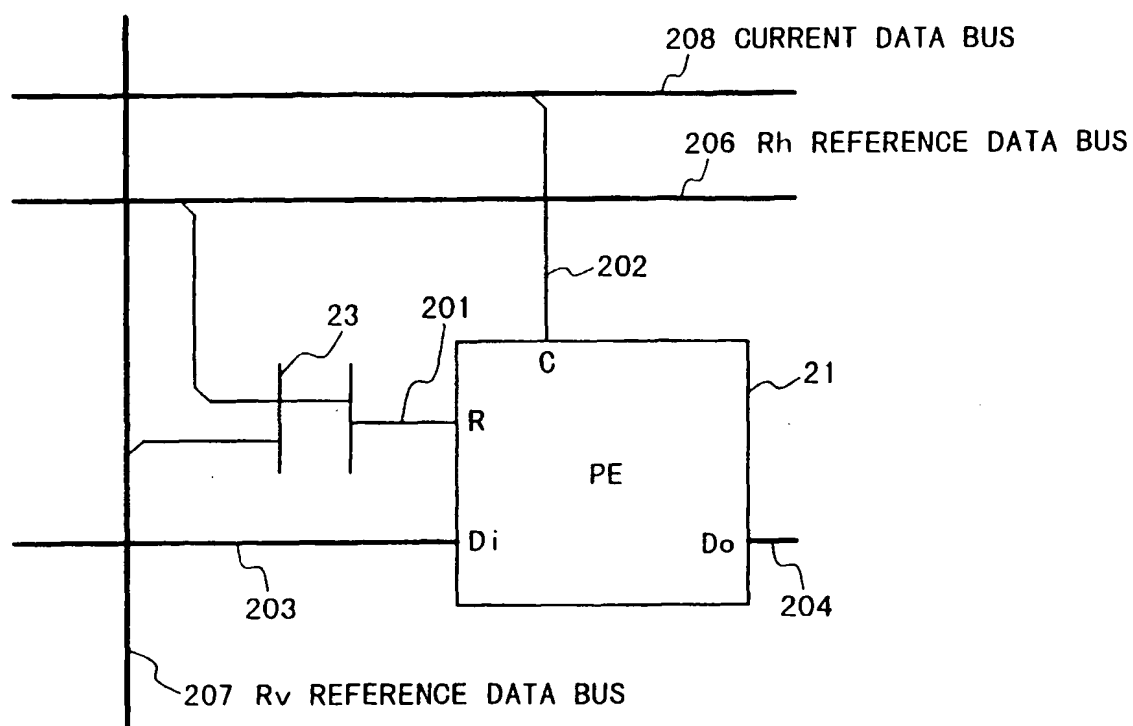 208 CURRENT DATA BUS
206 Rh REFERENCE DATA BUS
202
23
201
C
21
R
PE
Di
Do
203
204
207 Rv REFERENCE DATA BUS